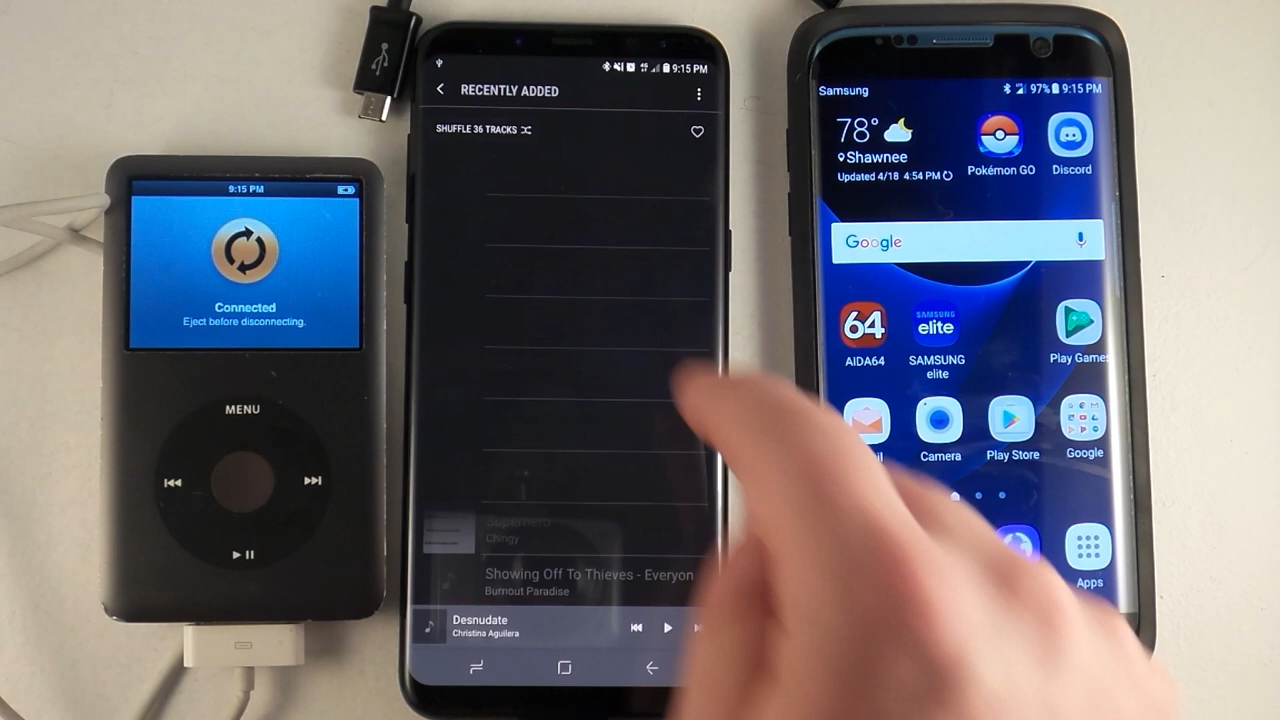 9:15 PM
Connected
Eject before disconnecting.
MENU
9:15 PM
RECENTLY ADDED
SHUFFLE 36 TRACKS
Superhero
Chingy
Showing Off To Thieves - Everyon
Burnout Paradise
Desnudate
Christina Aguilera
Samsung
97% 9:15 PM
78°
Shawnee
Updated 4/18 4:54 PM
Pokémon GO
Discord
Google
64
SAMSUNG
elite
AIDA64
SAMSUNG
elite
Play Games
Camera
Play Store
Google
Apps